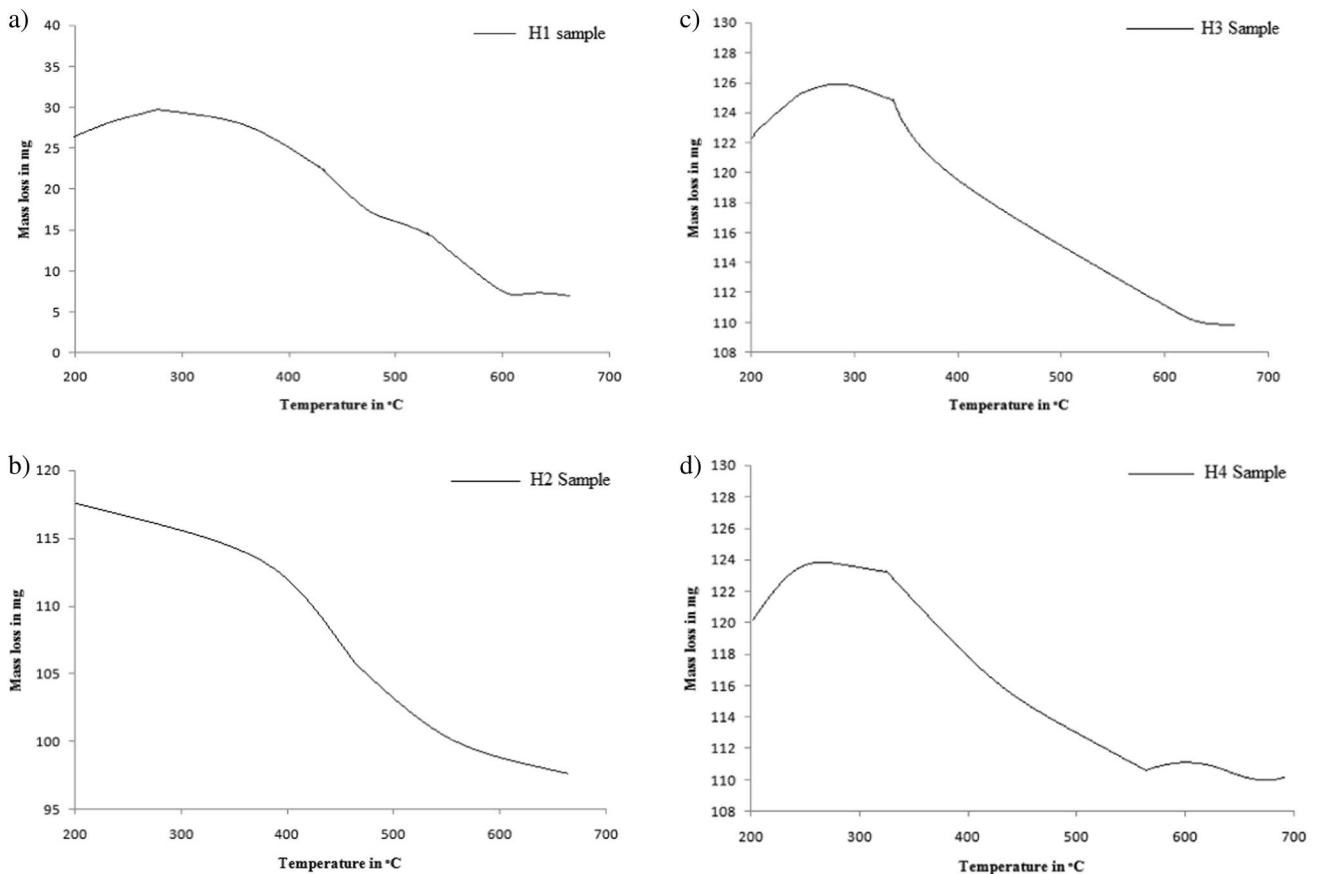 a)
H1 sample
40
35
30
25
20
15
10
5
0
Mass loss in mg
200 300 400 500 600 700
Temperature in °C
c)
H3 Sample
130
128
126
124
122
120
118
116
114
112
110
108
Mass loss in mg
200 300 400 500 600 700
Temperature in °C
b)
H2 Sample
120
115
110
105
100
95
Mass loss in mg
200 300 400 500 600 700
Temperature in °C
d)
H4 Sample
130
128
126
124
122
120
118
116
114
112
110
108
Mass loss in mg
200 300 400 500 600 700
Temperature in °C